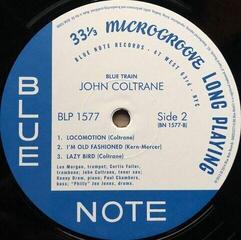 33⅓ MICROGROOVE LONG PLAYING
BLUE NOTE RECORDS • 47 WEST 63rd • NYC
BLUE TRAIN
JOHN COLTRANE
BLP 1577
Side 2
(BN 1577-B)
1. LOCOMOTION (Coltrane)
2. I'M OLD FASHIONED (Kern-Mercer)
3. LAZY BIRD (Coltrane)
Lee Morgan, trumpet; Curtis Fuller,
trombone; John Coltrane, tenor sax;
Kenny Drew, piano; Paul Chambers,
bass; "Philly" Joe Jones, drums.
BLUE
NOTE